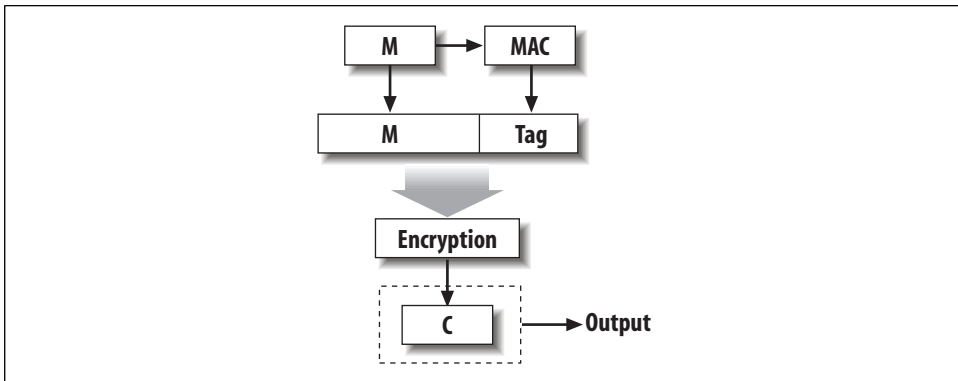 M
MAC
M
Tag
Encryption
C
Output